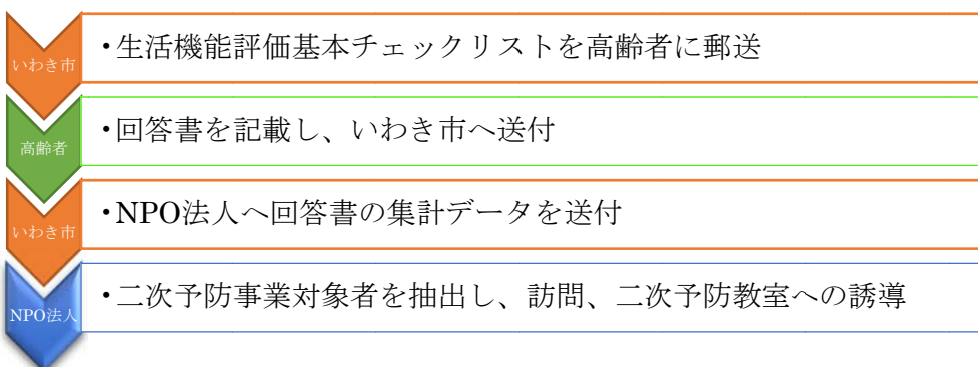 いわき市
・生活機能評価基本チェックリストを高齢者に郵送
高齢者
・回答書を記載し、いわき市へ送付
いわき市
・NPO法人へ回答書の集計データを送付
NPO法人
・二次予防事業対象者を抽出し、訪問、二次予防教室への誘導